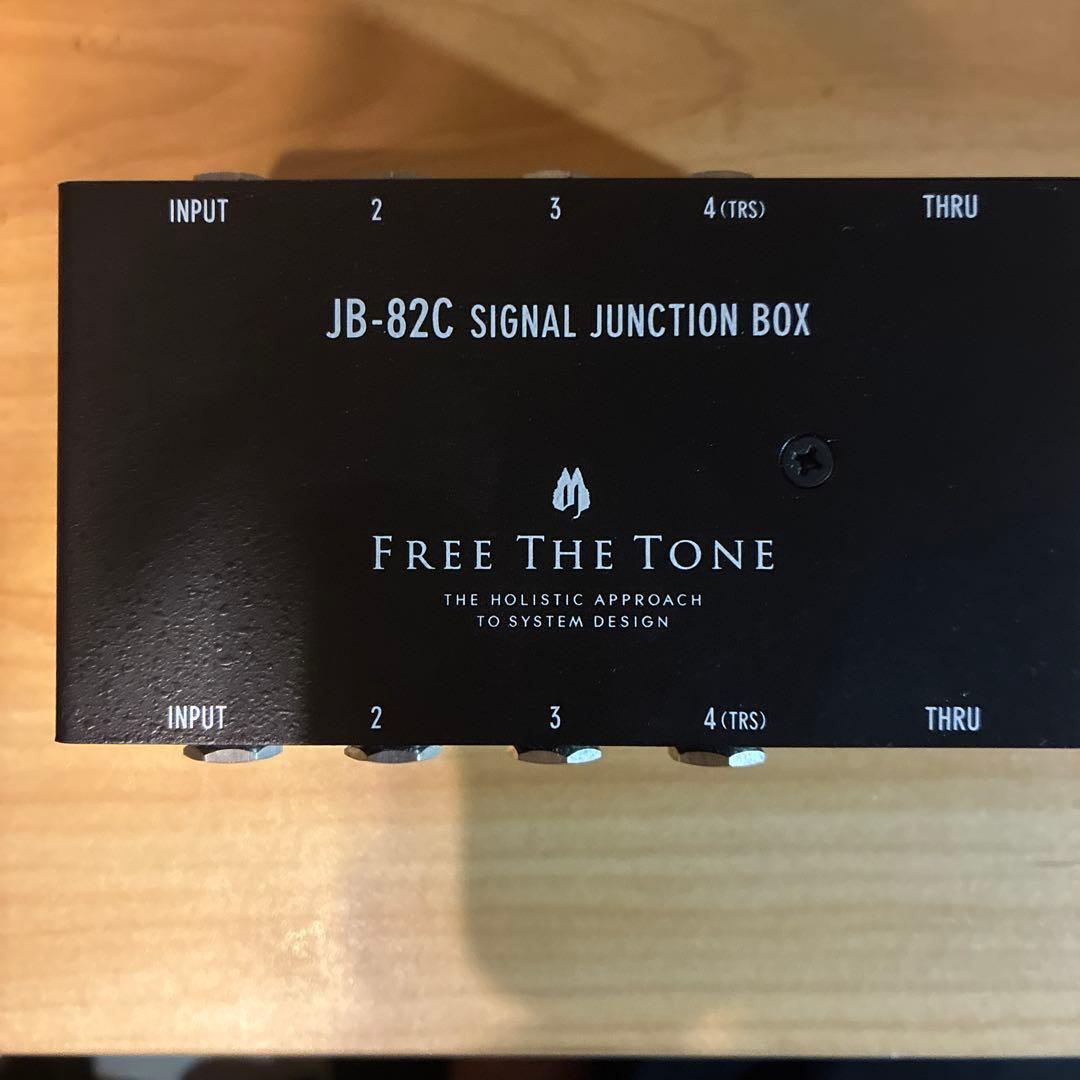 INPUT 2 3 4 (TRS) THRU
JB-82C SIGNAL JUNCTION BOX
FREE THE TONE
THE HOLISTIC APPROACH
TO SYSTEM DESIGN
INPUT 2 3 4 (TRS) THRU